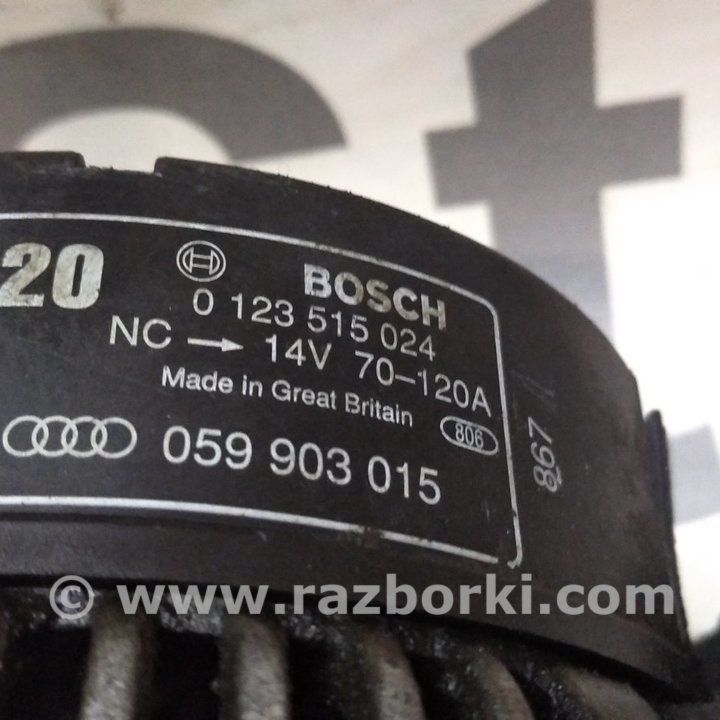 20 BOSCH
0 123 515 024
NC → 14V 70–120A
Made in Great Britain
806
059 903 015
867
© www.razborki.com